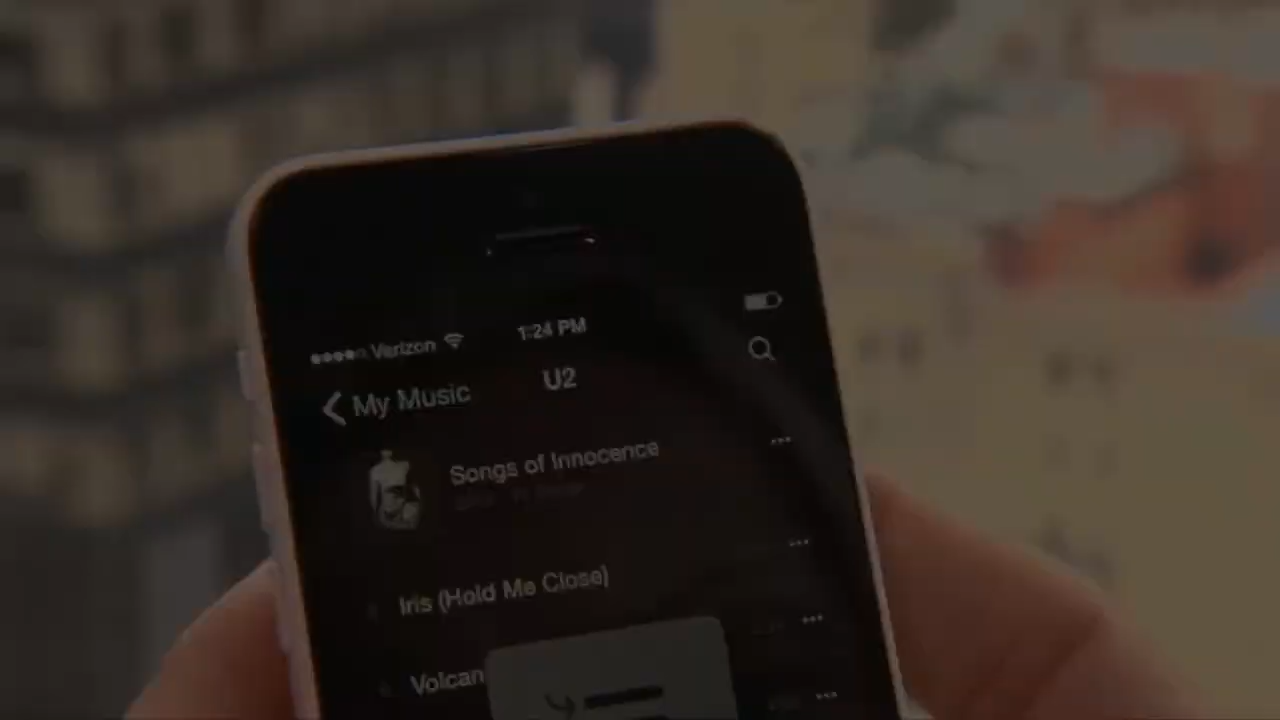 Verizon
1:24 PM
My Music
U2
Songs of Innocence
Iris (Hold Me Close)
Volcan